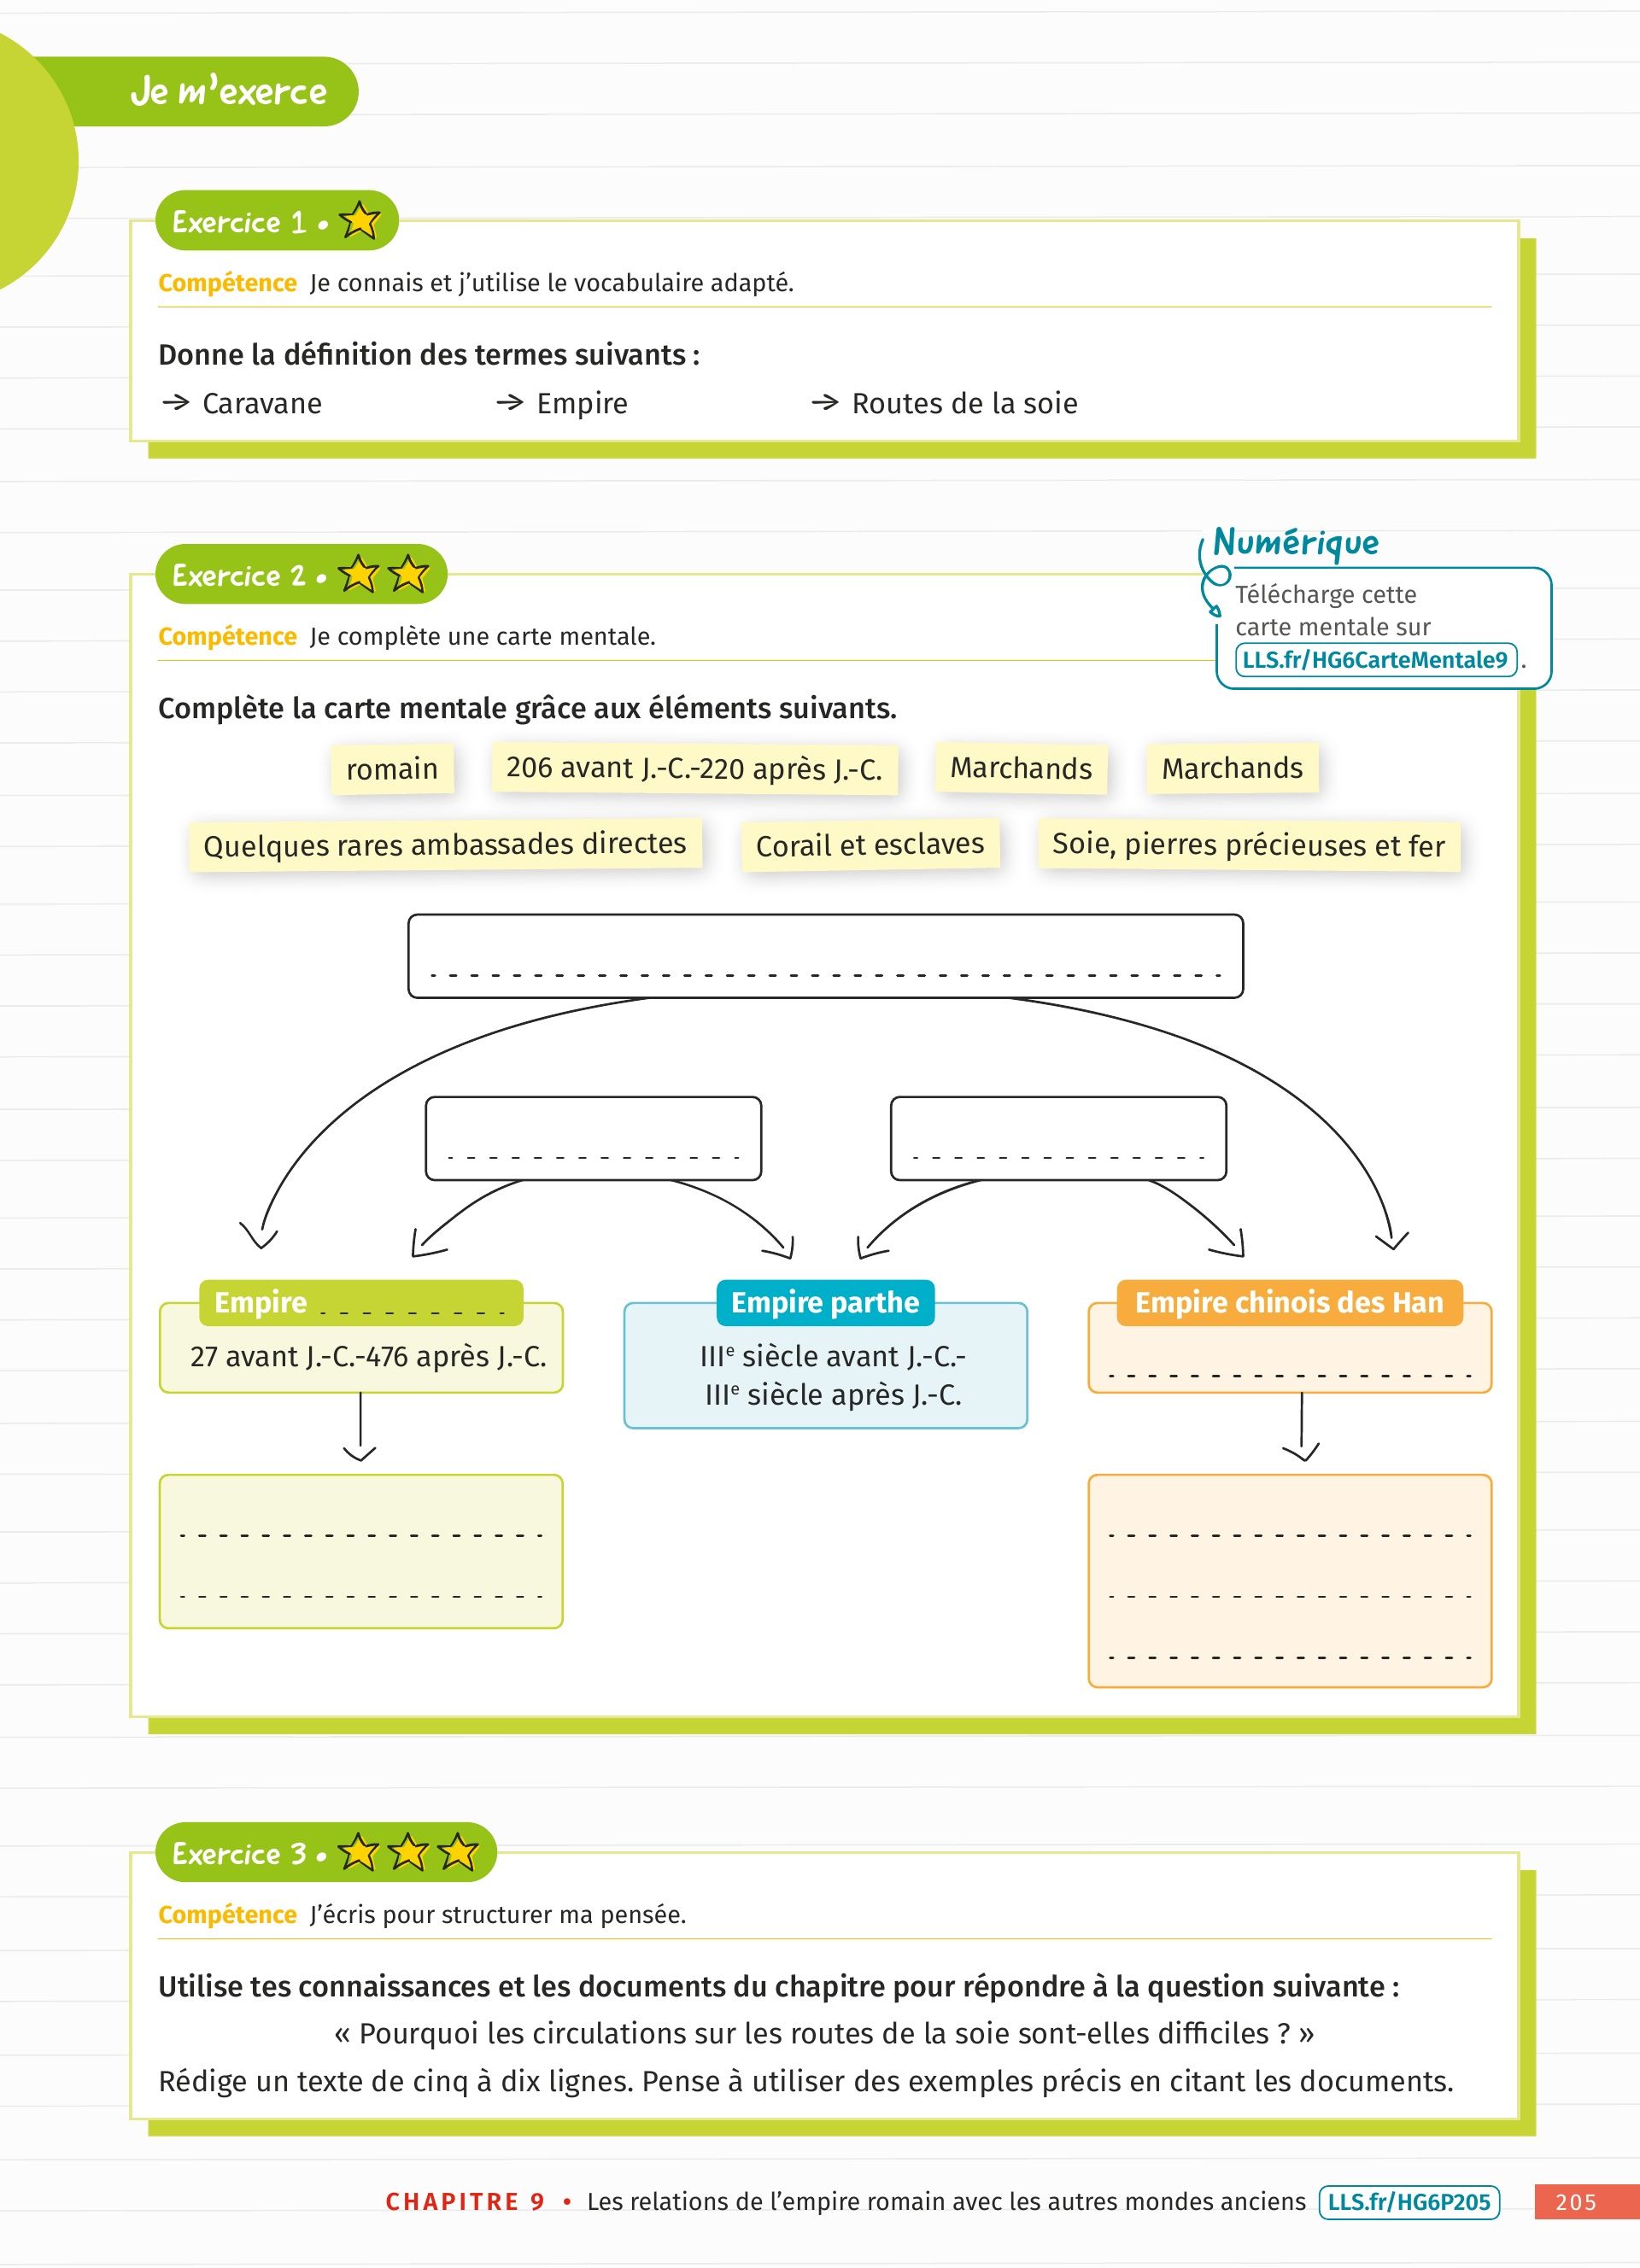 Je m'exerce
Exercice 1 •
Compétence Je connais et j'utilise le vocabulaire adapté.
Donne la définition des termes suivants :
→ Caravane → Empire → Routes de la soie
Numérique
Télécharge cette
carte mentale sur
LLS.fr/HG6CarteMentale9 .
Exercice 2 •
Compétence Je complète une carte mentale.
Complète la carte mentale grâce aux éléments suivants.
romain 206 avant J.-C.-220 après J.-C. Marchands Marchands
Quelques rares ambassades directes Corail et esclaves Soie, pierres précieuses et fer
Empire
27 avant J.-C.-476 après J.-C.
Empire parthe
IIIe siècle avant J.-C.-
IIIe siècle après J.-C.
Empire chinois des Han
Exercice 3 •
Compétence J'écris pour structurer ma pensée.
Utilise tes connaissances et les documents du chapitre pour répondre à la question suivante :
« Pourquoi les circulations sur les routes de la soie sont-elles difficiles ? »
Rédige un texte de cinq à dix lignes. Pense à utiliser des exemples précis en citant les documents.
CHAPITRE 9 • Les relations de l'empire romain avec les autres mondes anciens LLS.fr/HG6P205 205